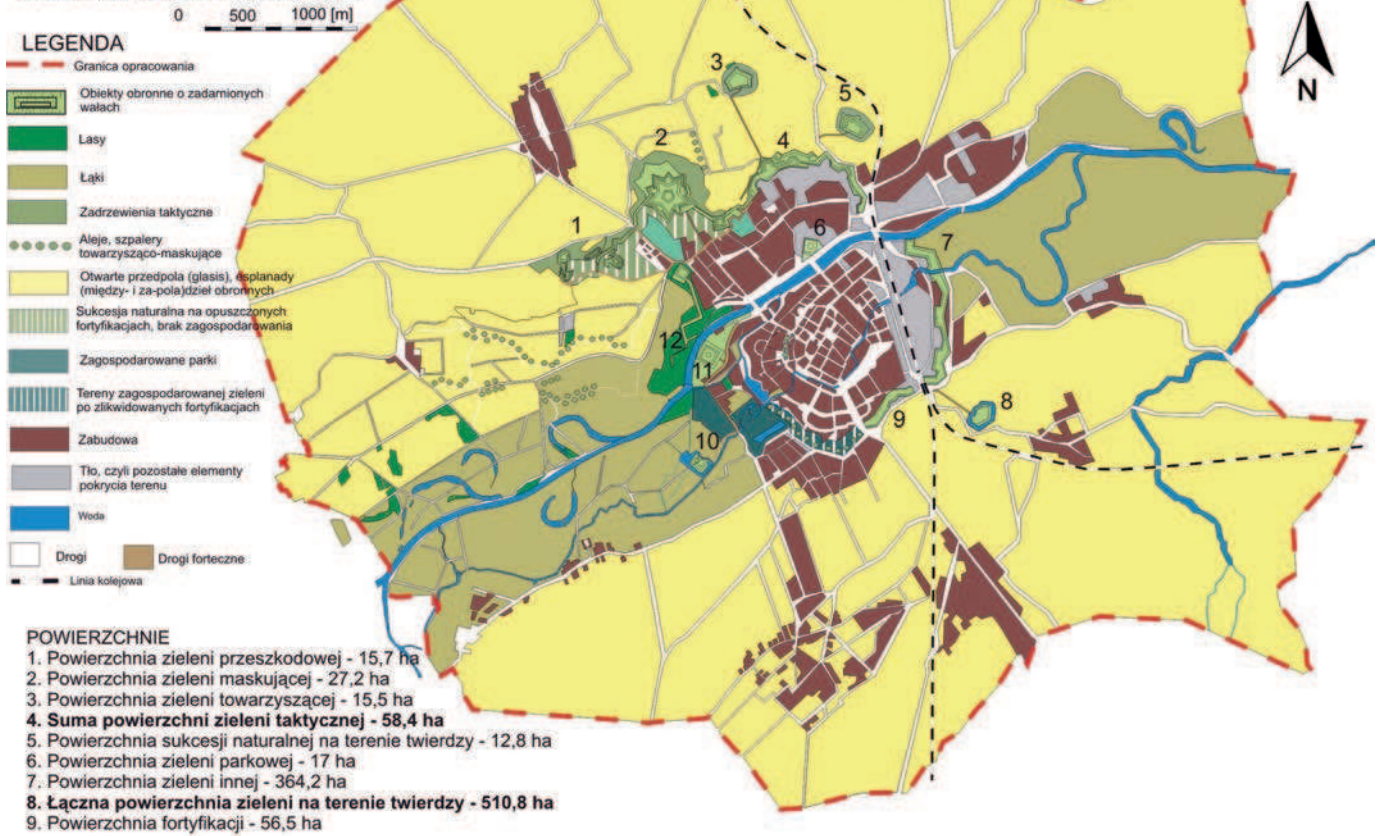 0 500 1000 [m]
LEGENDA
Granica opracowania
Obiekty obronne o zadarnionych
wałach
Lasy
Łąki
Zadrzewienia taktyczne
Aleje, szpalery
towarzysząco-maskujące
Otwarte przedpola (glasis), esplanady
(między- i za-pola)dzieł obronnych
Sukcesja naturalna na opuszczonych
fortyfikacjach, brak zagospodarowania
Zagospodarowane parki
Tereny zagospodarowanej zieleni
po zlikwidowanych fortyfikacjach
Zabudowa
Tło, czyli pozostałe elementy
pokrycia terenu
Woda
Drogi Drogi forteczne
Linia kolejowa
N
3
5
2
4
1
6
7
12
11
8
9
10
POWIERZCHNIE
1. Powierzchnia zieleni przeszkodowej - 15,7 ha
2. Powierzchnia zieleni maskującej - 27,2 ha
3. Powierzchnia zieleni towarzyszącej - 15,5 ha
4. Suma powierzchni zieleni taktycznej - 58,4 ha
5. Powierzchnia sukcesji naturalnej na terenie twierdzy - 12,8 ha
6. Powierzchnia zieleni parkowej - 17 ha
7. Powierzchnia zieleni innej - 364,2 ha
8. Łączna powierzchnia zieleni na terenie twierdzy - 510,8 ha
9. Powierzchnia fortyfikacji - 56,5 ha